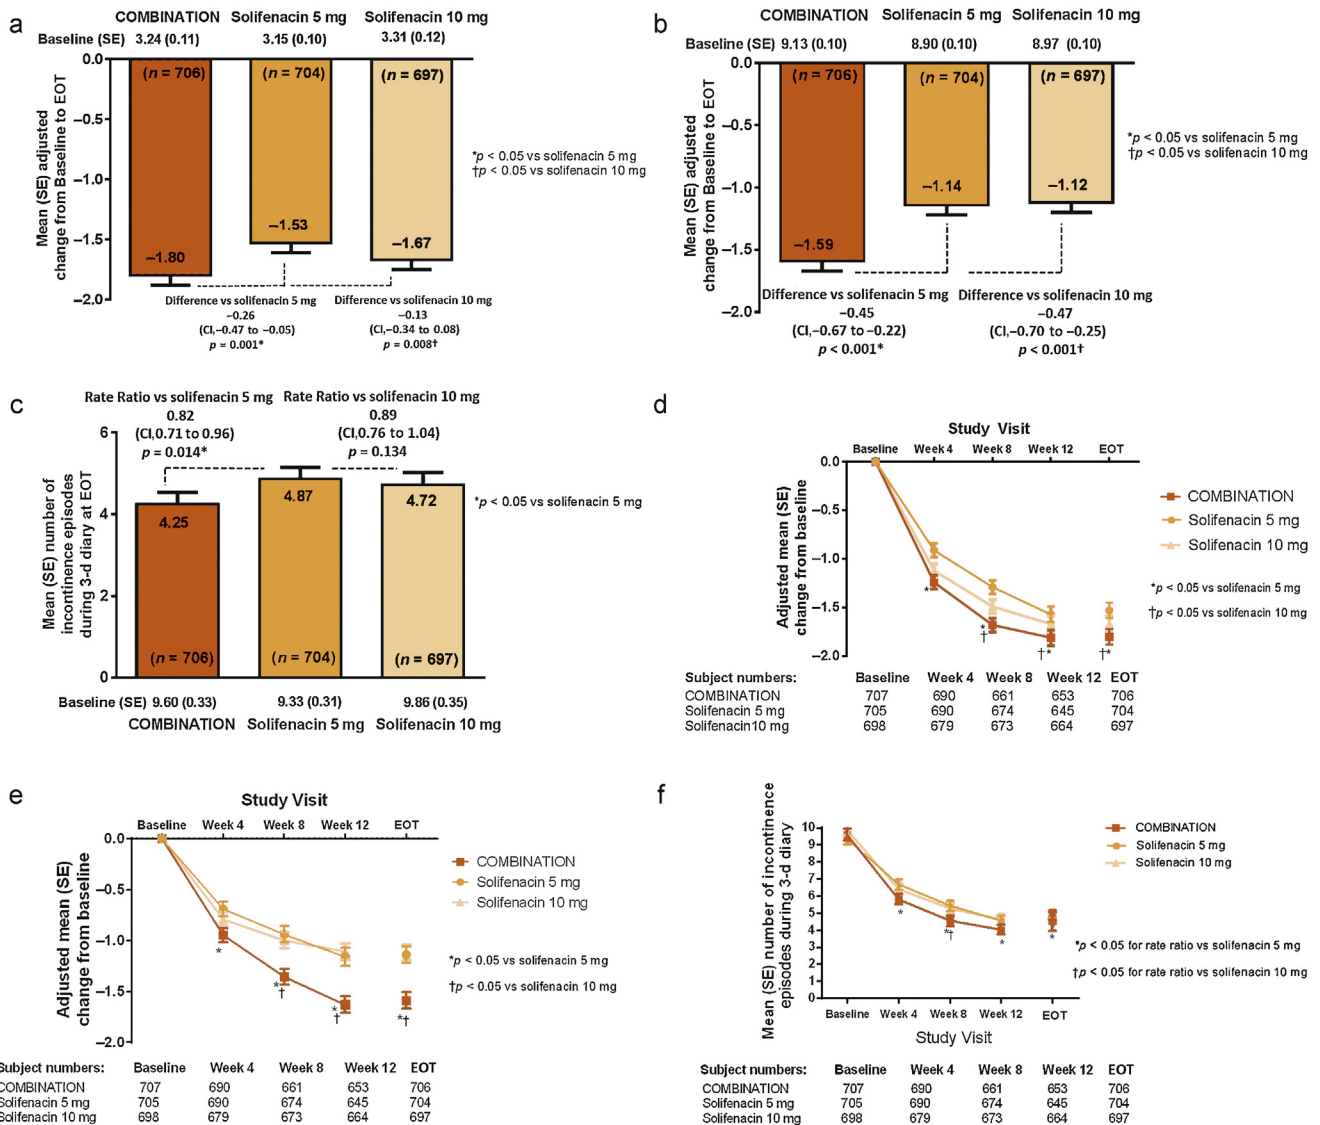 a
COMBINATION Solifenacin 5 mg Solifenacin 10 mg
Baseline (SE) 3.24 (0.11) 3.15 (0.10) 3.31 (0.12)
0.0
(n = 706) (n = 704) (n = 697)
–0.5
–1.0
–1.5
–2.0
Mean (SE) adjusted
change from Baseline to EOT
–1.80 –1.53 –1.67
*p < 0.05 vs solifenacin 5 mg
†p < 0.05 vs solifenacin 10 mg
Difference vs solifenacin 5 mg Difference vs solifenacin 10 mg
–0.26 –0.13
(CI,–0.47 to –0.05) (CI,–0.34 to 0.08)
p = 0.001* p = 0.008†
b
COMBINATION Solifenacin 5 mg Solifenacin 10 mg
Baseline (SE) 9.13 (0.10) 8.90 (0.10) 8.97 (0.10)
0.0
(n = 706) (n = 704) (n = 697)
–0.5
–1.0
–1.5
–2.0
Mean (SE) adjusted
change from Baseline to EOT
–1.59 –1.14 –1.12
*p < 0.05 vs solifenacin 5 mg
†p < 0.05 vs solifenacin 10 mg
Difference vs solifenacin 5 mg Difference vs solifenacin 10 mg
–0.45 –0.47
(CI,–0.67 to –0.22) (CI,–0.70 to –0.25)
p < 0.001* p < 0.001†
c
Rate Ratio vs solifenacin 5 mg Rate Ratio vs solifenacin 10 mg
0.82 0.89
(CI,0.71 to 0.96) (CI,0.76 to 1.04)
p = 0.014* p = 0.134
6
4
2
0
Mean (SE) number of
incontinence episodes
during 3-d diary at EOT
4.25 4.87 4.72
(n = 706) (n = 704) (n = 697)
*p < 0.05 vs solifenacin 5 mg
Baseline (SE) 9.60 (0.33) 9.33 (0.31) 9.86 (0.35)
COMBINATION Solifenacin 5 mg Solifenacin 10 mg
d
Study Visit
Baseline Week 4 Week 8 Week 12 EOT
0.0
–0.5
–1.0
–1.5
–2.0
Adjusted mean (SE)
change from baseline
* * † †* †*
COMBINATION
Solifenacin 5 mg
Solifenacin 10 mg
*p < 0.05 vs solifenacin 5 mg
†p < 0.05 vs solifenacin 10 mg
Subject numbers: Baseline Week 4 Week 8 Week 12 EOT
COMBINATION 707 690 661 653 706
Solifenacin 5 mg 705 690 674 645 704
Solifenacin10 mg 698 679 673 664 697
e
Study Visit
Baseline Week 4 Week 8 Week 12 EOT
0.0
–0.5
–1.0
–1.5
–2.0
Adjusted mean (SE)
change from baseline
* *† *† *†
COMBINATION
Solifenacin 5 mg
Solifenacin 10 mg
*p < 0.05 vs solifenacin 5 mg
†p < 0.05 vs solifenacin 10 mg
Subject numbers: Baseline Week 4 Week 8 Week 12 EOT
COMBINATION 707 690 661 653 706
Solifenacin 5 mg 705 690 674 645 704
Solifenacin 10 mg 698 679 673 664 697
f
10
9
8
7
6
5
4
3
2
1
0
Mean (SE) number of incontinence
episodes during 3-d diary
* *† * *
COMBINATION
Solifenacin 5 mg
Solifenacin 10 mg
*p < 0.05 for rate ratio vs solifenacin 5 mg
†p < 0.05 for rate ratio vs solifenacin 10 mg
Baseline Week 4 Week 8 Week 12 EOT
Study Visit
Subject numbers: Baseline Week 4 Week 8 Week 12 EOT
COMBINATION 707 690 661 653 706
Solifenacin 5 mg 705 690 674 645 704
Solifenacin 10 mg 698 679 673 664 697